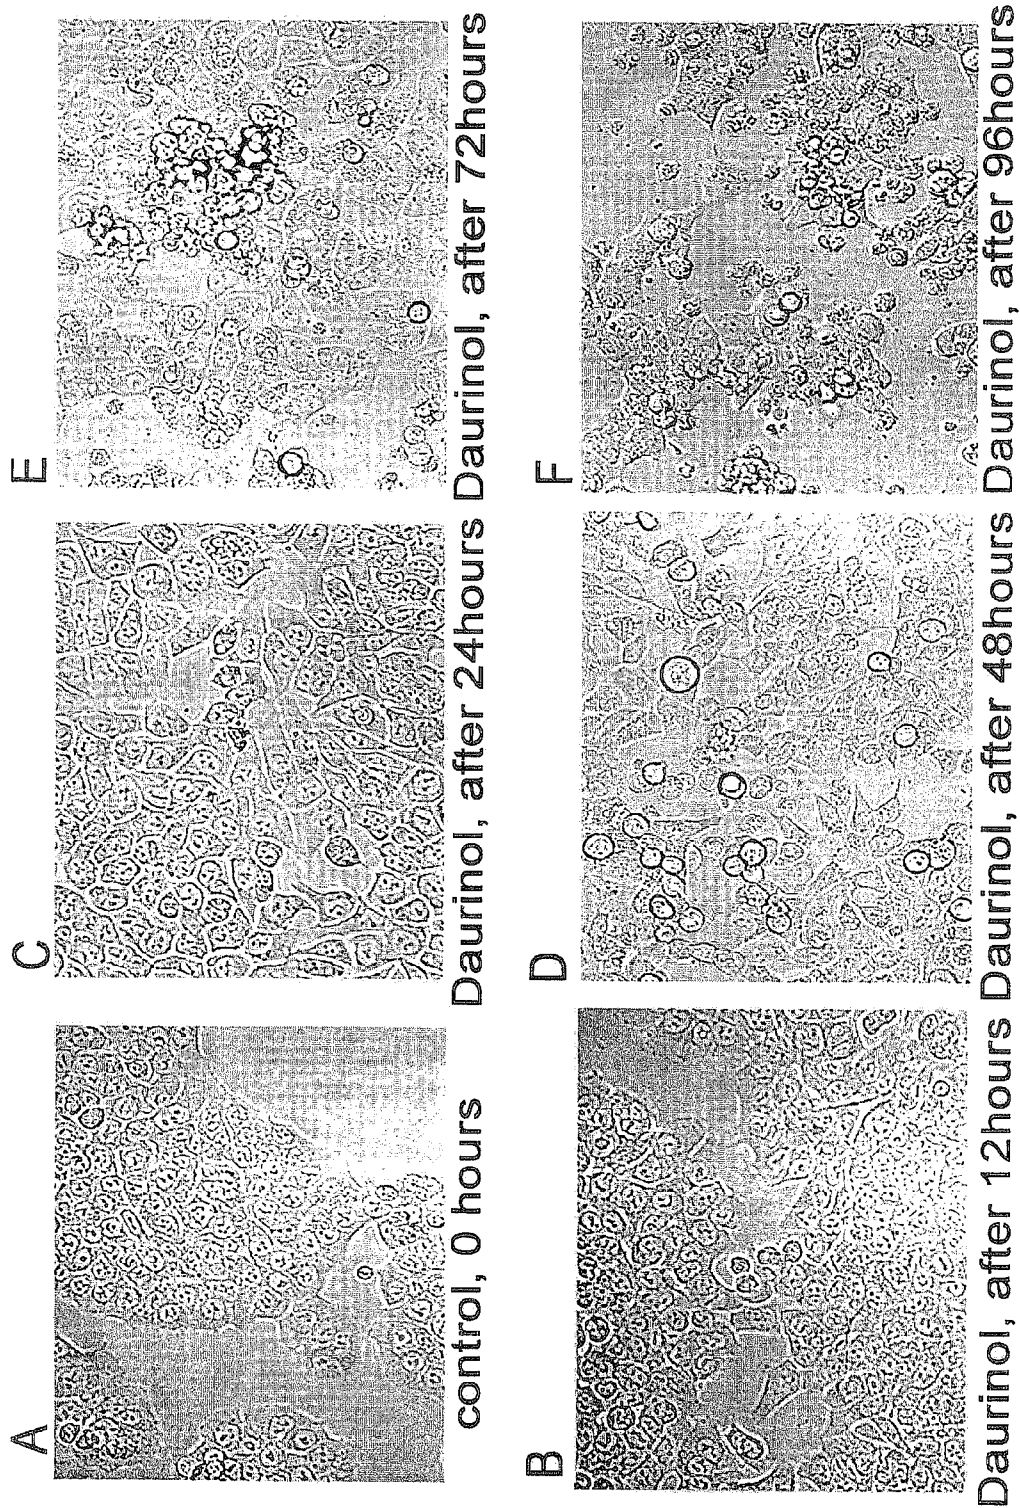 A
control, 0 hours
C
Daurinol, after 24hours
E
Daurinol, after 72hours
B
Daurinol, after 12hours
D
Daurinol, after 48hours
F
Daurinol, after 96hours